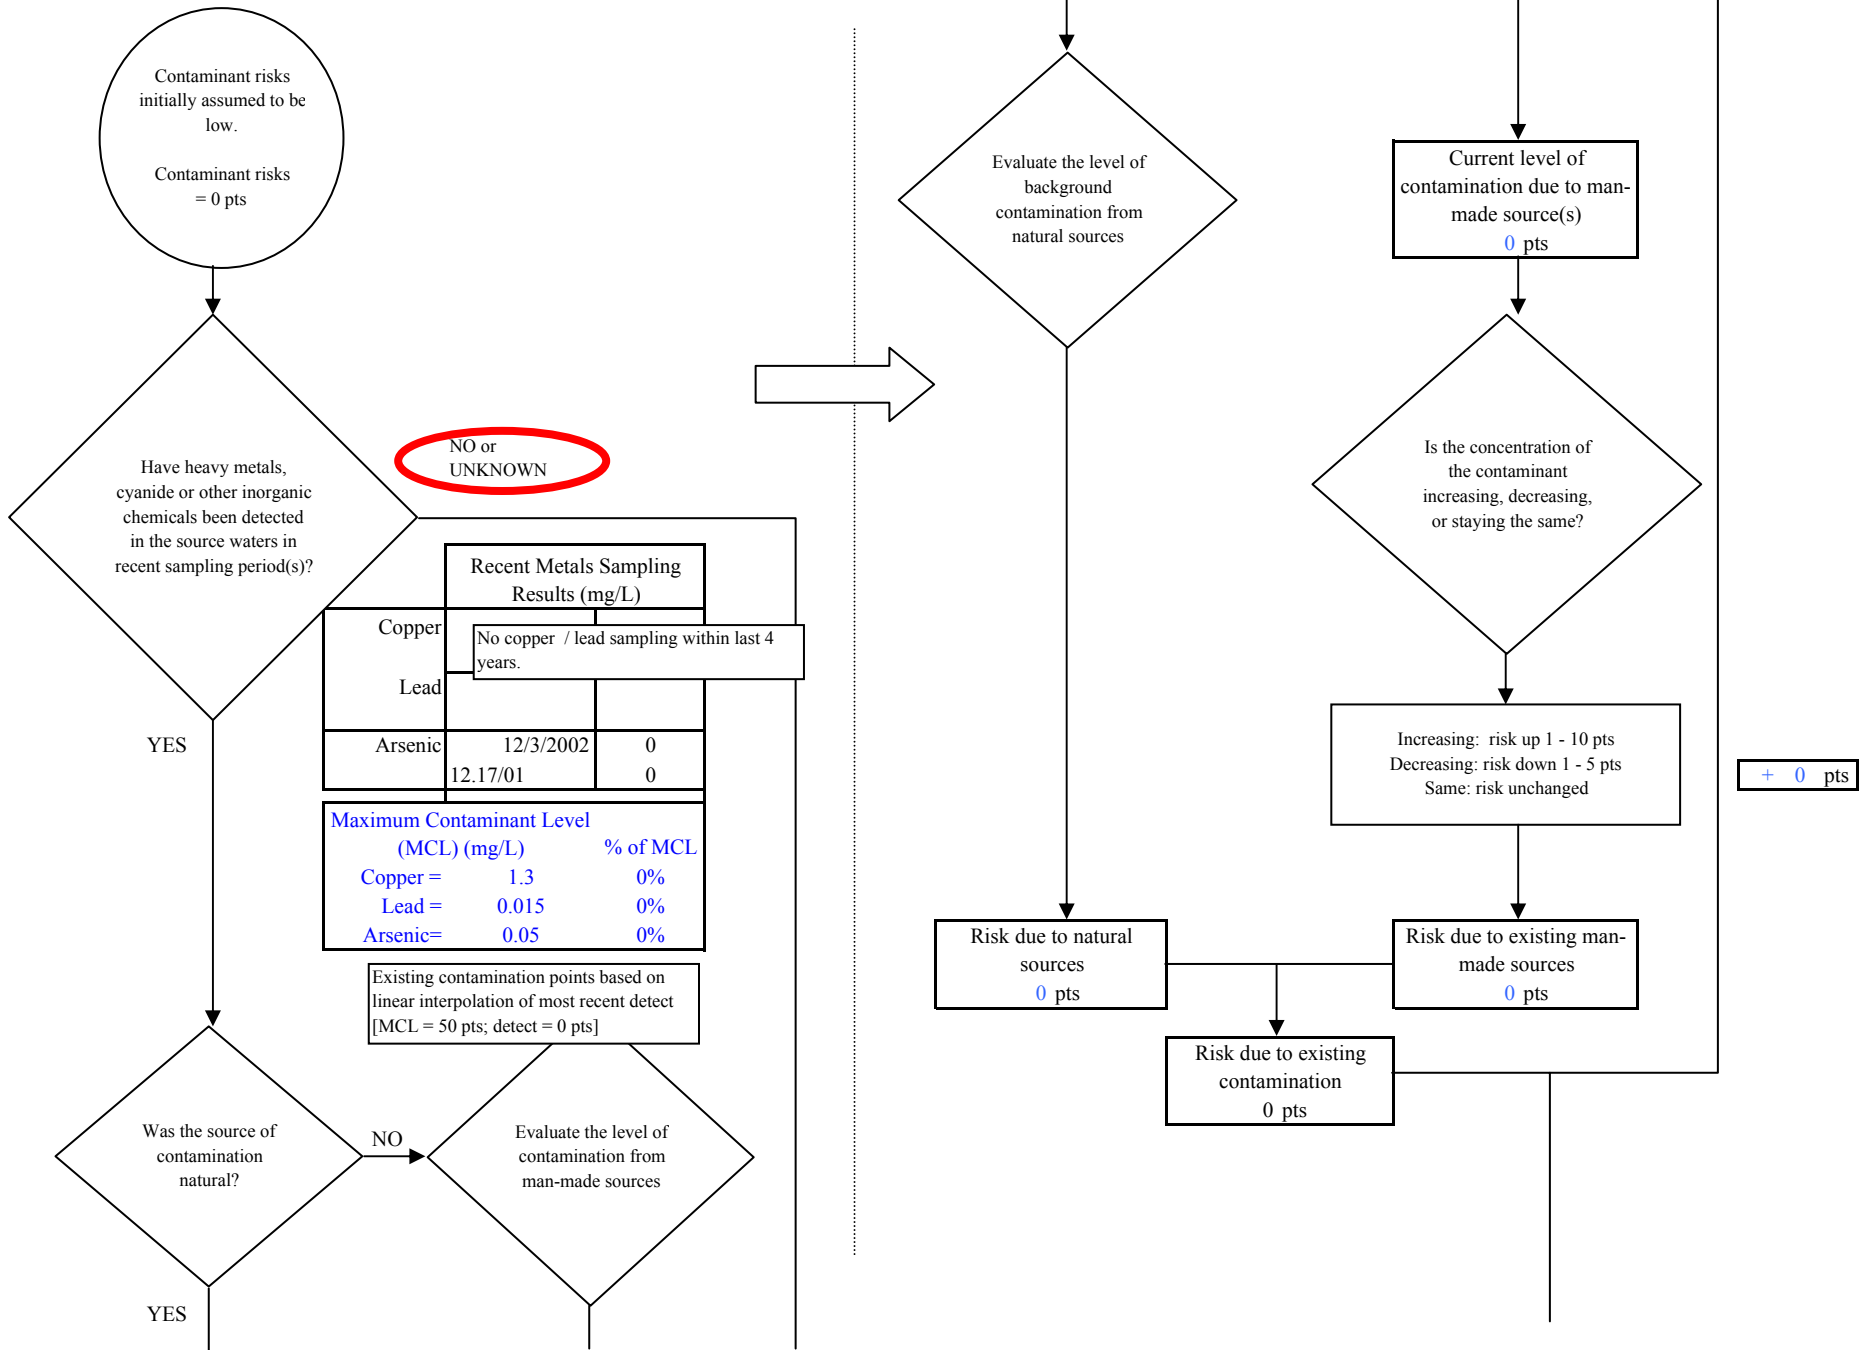 Contaminant risks
initially assumed to be
low.
Contaminant risks
= 0 pts
Have heavy metals,
cyanide or other inorganic
chemicals been detected
in the source waters in
recent sampling period(s)?
NO or
UNKNOWN
YES
Recent Metals Sampling
Results (mg/L)
Copper
No copper / lead sampling within last 4
years.
Lead
Arsenic 12/3/2002 0
12.17/01 0
Maximum Contaminant Level
(MCL) (mg/L) % of MCL
Copper = 1.3 0%
Lead = 0.015 0%
Arsenic= 0.05 0%
Existing contamination points based on
linear interpolation of most recent detect
[MCL = 50 pts; detect = 0 pts]
Was the source of
contamination
natural?
NO
YES
Evaluate the level of
contamination from
man-made sources
Evaluate the level of
background
contamination from
natural sources
Current level of
contamination due to man-
made source(s)
0 pts
Is the concentration of
the contaminant
increasing, decreasing,
or staying the same?
Increasing: risk up 1 - 10 pts
Decreasing: risk down 1 - 5 pts
Same: risk unchanged
+ 0 pts
Risk due to natural
sources
0 pts
Risk due to existing man-
made sources
0 pts
Risk due to existing
contamination
0 pts